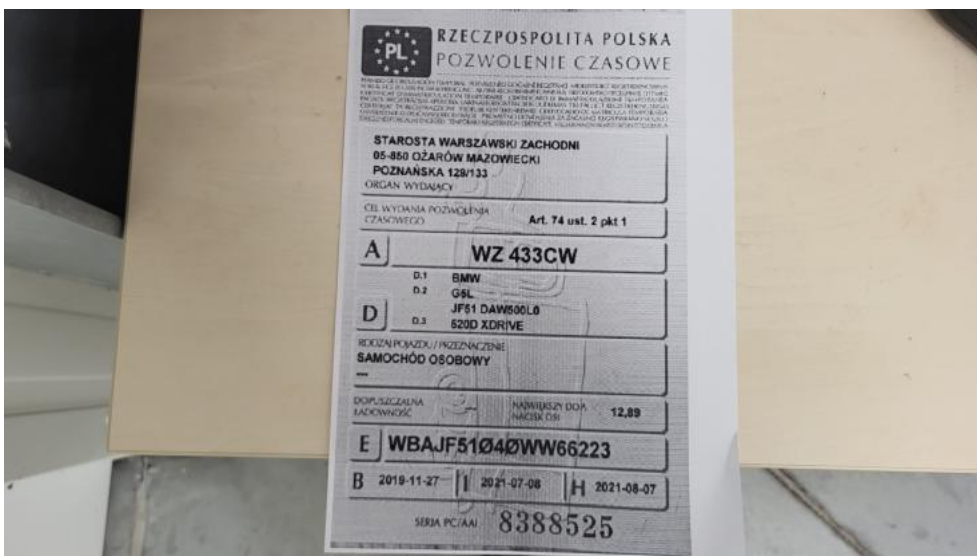 PL
RZECZPOSPOLITA POLSKA
POZWOLENIE CZASOWE
STAROSTA WARSZAWSKI ZACHODNI
05-850 OŻARÓW MAZOWIECKI
POZNAŃSKA 129/133
ORGAN WYDAJĄCY
CEL WYDANIA POZWOLENIA
CZASOWEGO Art. 74 ust. 2 pkt 1
A WZ 433CW
D.1 BMW
D.2 G5L
JF51 DAW500L0
D
D.3 520D XDRIVE
RODZAJ POJAZDU / PRZEZNACZENIE
SAMOCHÓD OSOBOWY
---
DOPUSZCZALNA ŁADOWNOŚĆ
NAJWIĘKSZY DOP. NACISK OSI 12,89
E WBAJF51Ø4ØWW66223
B 2019-11-27 I 2021-07-08 H 2021-08-07
SERIA PC/AAI 8388525